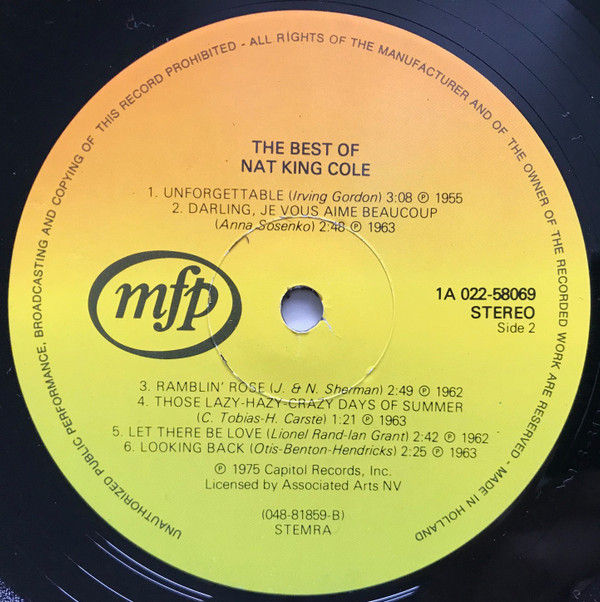 UNAUTHORIZED PUBLIC PERFORMANCE, BROADCASTING AND COPYING OF THIS RECORD PROHIBITED - ALL RIGHTS OF THE MANUFACTURER AND OF THE OWNER OF THE RECORDED WORK ARE RESERVED - MADE IN HOLLAND
THE BEST OF
NAT KING COLE
1. UNFORGETTABLE (Irving Gordon) 3:08 ℗ 1955
2. DARLING, JE VOUS AIME BEAUCOUP
(Anna Sosenko) 2:48 ℗ 1963
mfp
1A 022-58069
STEREO
Side 2
3. RAMBLIN' ROSE (J. & N. Sherman) 2:49 ℗ 1962
4. THOSE LAZY-HAZY-CRAZY DAYS OF SUMMER
(C. Tobias-H. Carste) 1:21 ℗ 1963
5. LET THERE BE LOVE (Lionel Rand-Ian Grant) 2:42 ℗ 1962
6. LOOKING BACK (Otis-Benton-Hendricks) 2:25 ℗ 1963
℗ 1975 Capitol Records, Inc.
Licensed by Associated Arts NV
(048-81859-B)
STEMRA